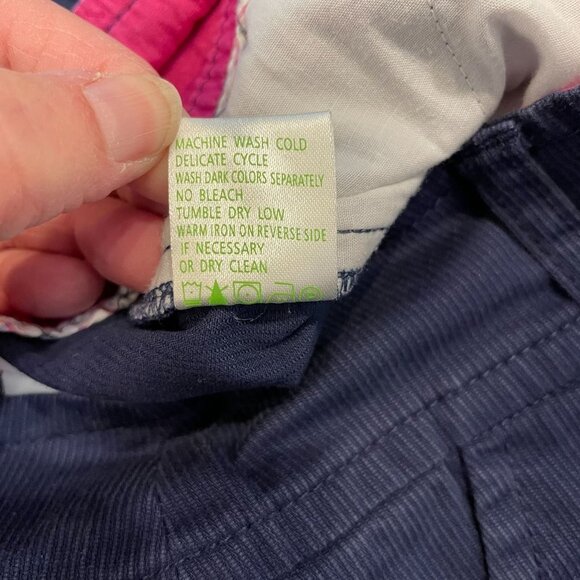 MACHINE WASH COLD
DELICATE CYCLE
WASH DARK COLORS SEPARATELY
NO BLEACH
TUMBLE DRY LOW
WARM IRON ON REVERSE SIDE
IF NECESSARY
OR DRY CLEAN